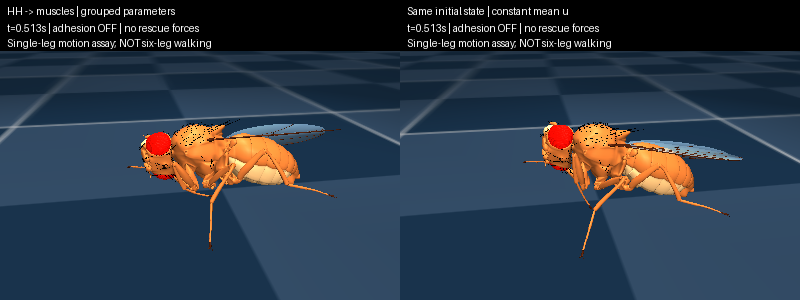 HH -> muscles | grouped parameters
t=0.513s | adhesion OFF | no rescue forces
Single-leg motion assay; NOT six-leg walking
Same initial state | constant mean u
t=0.513s | adhesion OFF | no rescue forces
Single-leg motion assay; NOT six-leg walking